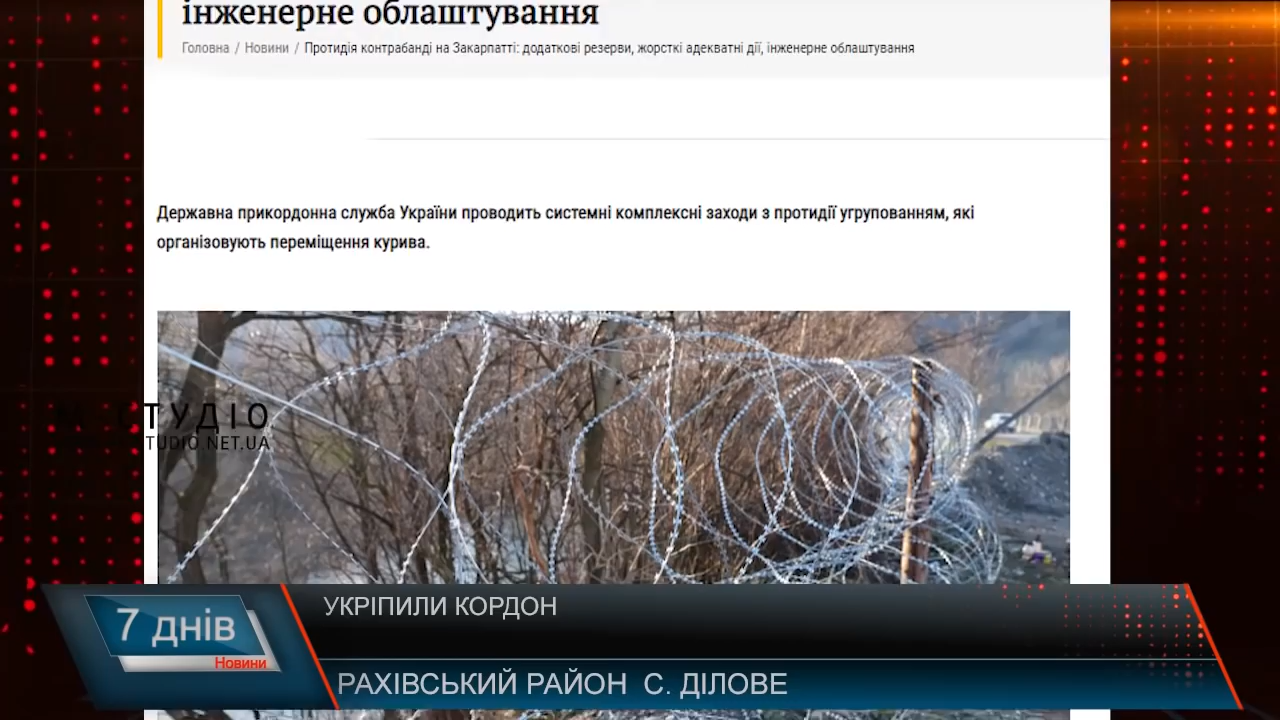 інженерне облаштування
Головна / Новини / Протидія контрабанді на Закарпатті: додаткові резерви, жорсткі адекватні дії, інженерне облаштування
Державна прикордонна служба України проводить системні комплексні заходи з протидії угрупованням, які
організовують переміщення курива.
СТУДІО
TUDIO.NET.UA
7 днів
Новини
УКРІПИЛИ КОРДОН
РАХІВСЬКИЙ РАЙОН С. ДІЛОВЕ